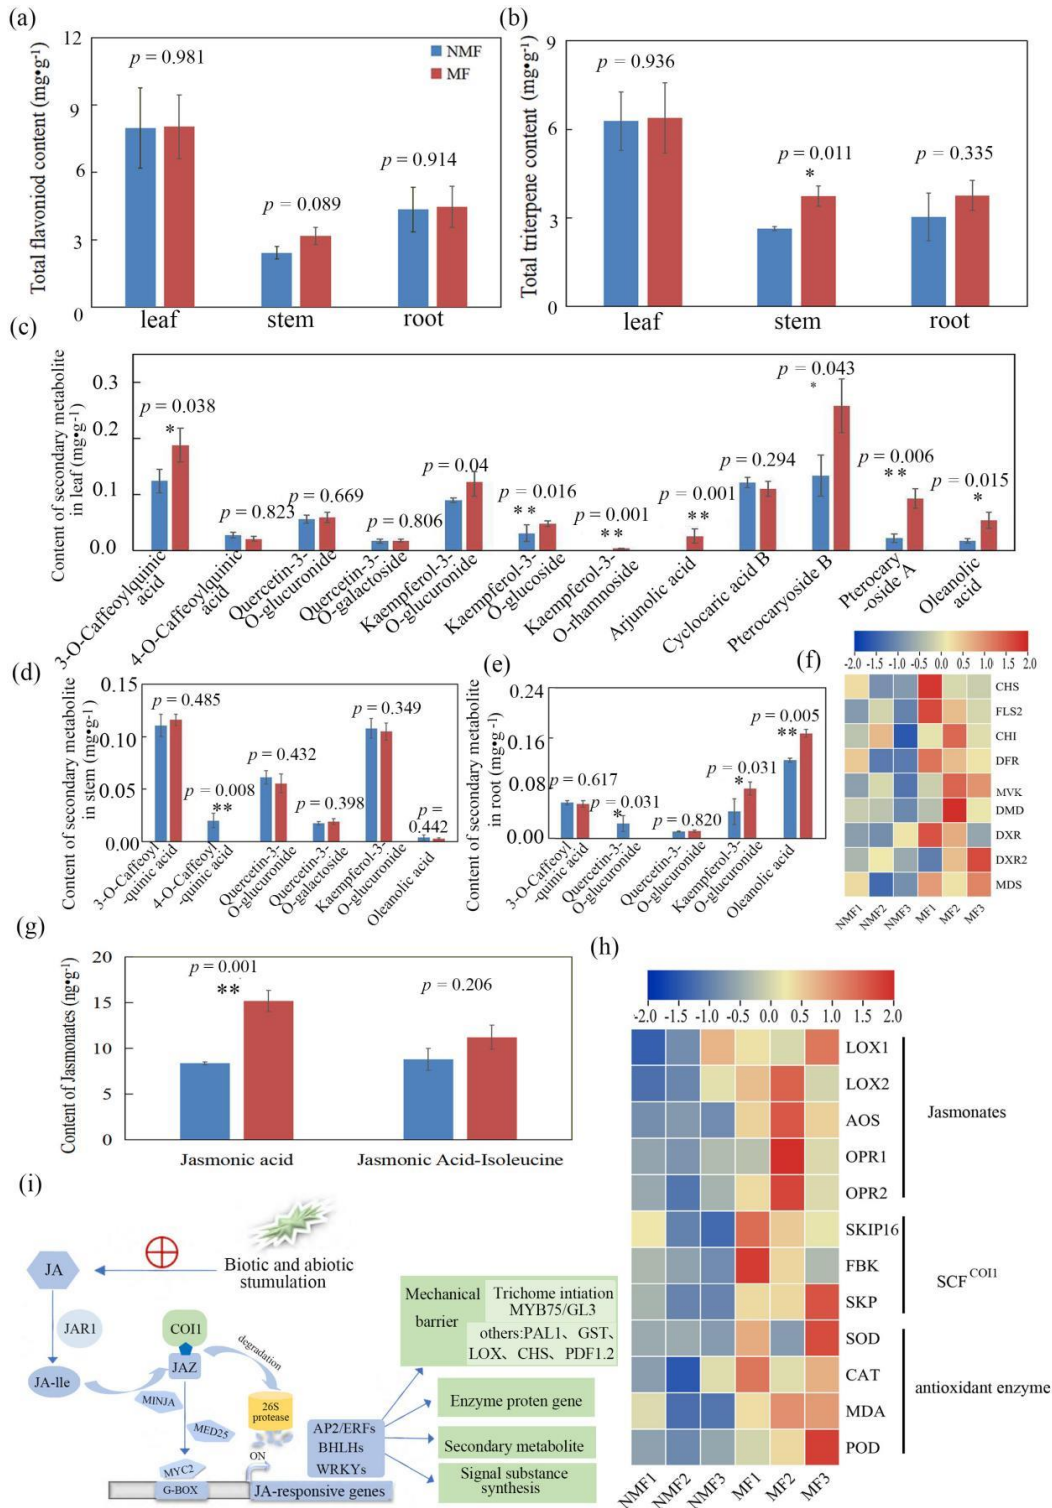 (a)
Total flavoniod content (mg•g⁻¹)
12
9
6
3
0
p = 0.981
p = 0.089
p = 0.914
NMF
MF
leaf
stem
root
(b)
Total triterpene content (mg•g⁻¹)
9
6
3
0
p = 0.936
p = 0.011
*
p = 0.335
leaf
stem
root
(c)
Content of secondary metabolite
in leaf (mg•g⁻¹)
0.3
0.2
0.1
0.0
p = 0.038
*
p = 0.823
p = 0.669
p = 0.806
p = 0.04
p = 0.016
**
p = 0.001
**
p = 0.001
**
p = 0.294
p = 0.043
*
p = 0.006
**
p = 0.015
*
3-O-Caffeoylquinic
acid
4-O-Caffeoylquinic
acid
Quercetin-3-
O-glucuronide
Quercetin-3-
O-galactoside
Kaempferol-3-
O-glucuronide
Kaempferol-3-
O-glucoside
Kaempferol-3-
O-rhamnoside
Arjunolic acid
Cyclocaric acid B
Pterocaryoside B
Pterocary
-oside A
Oleanolic
acid
(d)
Content of secondary metabolite
in stem (mg•g⁻¹)
0.15
0.10
0.05
0.00
p = 0.485
p = 0.008
**
p = 0.432
p = 0.398
p = 0.349
p =
0.442
3-O-Caffeoyl
-quinic acid
4-O-Caffeoyl
-quinic acid
Quercetin-3-
O-glucuronide
Quercetin-3-
O-galactoside
Kaempferol-3-
O-glucuronide
Oleanolic acid
(e)
Content of secondary metabolite
in root (mg•g⁻¹)
0.24
0.16
0.08
0.00
p = 0.617
p = 0.031
*
p = 0.820
p = 0.031
*
p = 0.005
**
3-O-Caffeoyl
-quinic acid
Quercetin-3-
O-glucuronide
Quercetin-3-
O-glucuronide
Kaempferol-3-
O-glucuronide
Oleanolic acid
(f)
-2.0 -1.0 -0.5 0.0 0.5 1.0 2.0
CHS
FLS2
CHI
DFR
MVK
DMD
DXR
DXR2
MDS
NMF1
NMF2
NMF3
MF1
MF2
MF3
(g)
Content of Jasmonates (ng•g⁻¹)
20
15
10
5
0
p = 0.001
**
p = 0.206
Jasmonic acid
Jasmonic Acid-Isoleucine
(h)
-2.0 -1.5 -1.0 -0.5 0.0 0.5 1.0 2.0
LOX1
LOX2
AOS
OPR1
OPR2
SKIP16
FBK
SKP
SOD
CAT
MDA
POD
Jasmonates
SCF^COI1
antioxidant enzyme
NMF1
NMF2
NMF3
MF1
MF2
MF3
(i)
JA
Biotic and abiotic
stumulation
JAR1
JA-lle
COI1
JAZ
degradation
MINJA
MED25
MYC2
G-BOX
26S
protease
ON
JA-responsive genes
AP2/ERFs
BHLHs
WRKYs
Mechanical
barrier
Trichome intiation
MYB75/GL3
others:PAL1、GST、
LOX、CHS、PDF1.2
Enzyme proten gene
Secondary metabolite
Signal substance
synthesis